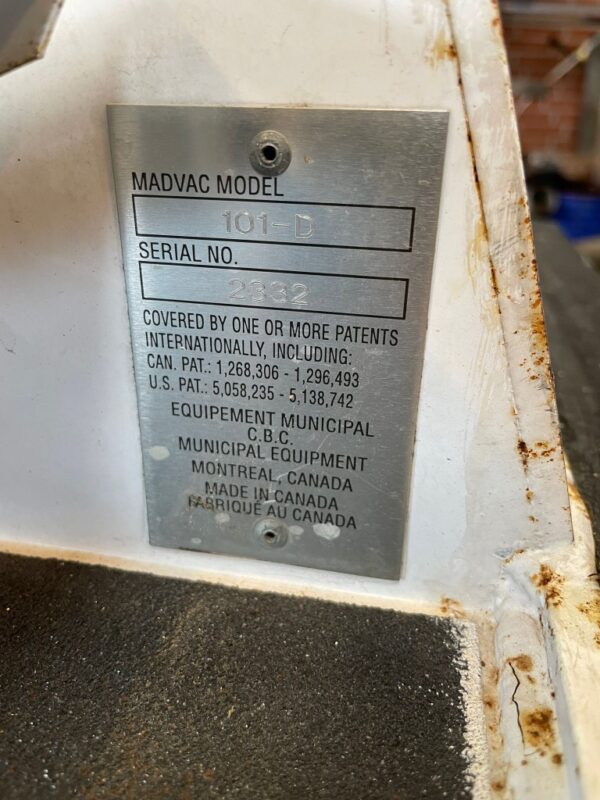 MADVAC MODEL
101-D
SERIAL NO.
2332
COVERED BY ONE OR MORE PATENTS
INTERNATIONALLY, INCLUDING:
CAN. PAT.: 1,268,306 - 1,296,493
U.S. PAT.: 5,058,235 - 5,138,742
EQUIPEMENT MUNICIPAL
C.B.C.
MUNICIPAL EQUIPMENT
MONTREAL, CANADA
MADE IN CANADA
FABRIQUÉ AU CANADA